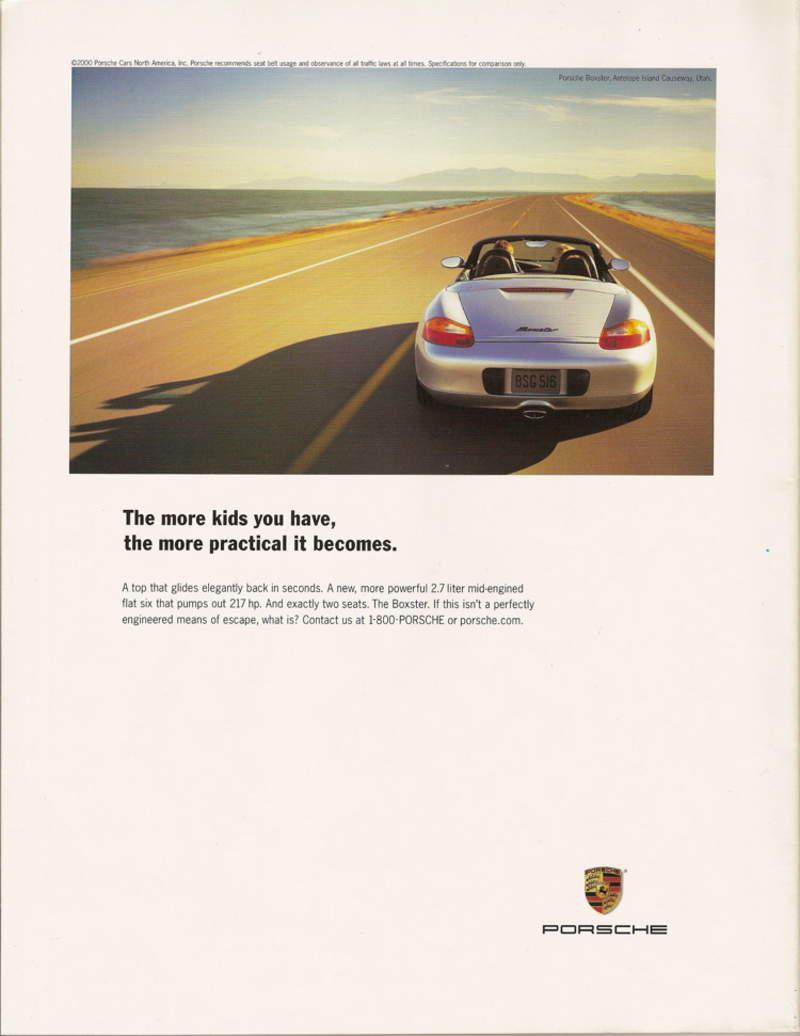 ©2000 Porsche Cars North America, Inc. Porsche recommends seat belt usage and observance of all traffic laws at all times. Specifications for comparison only.
Porsche Boxster, Antelope Island Causeway, Utah.
Boxster
BSG 516
The more kids you have,
the more practical it becomes.
A top that glides elegantly back in seconds. A new, more powerful 2.7 liter mid-engined
flat six that pumps out 217 hp. And exactly two seats. The Boxster. If this isn't a perfectly
engineered means of escape, what is? Contact us at 1-800-PORSCHE or porsche.com.
PORSCHE
PORSCHE